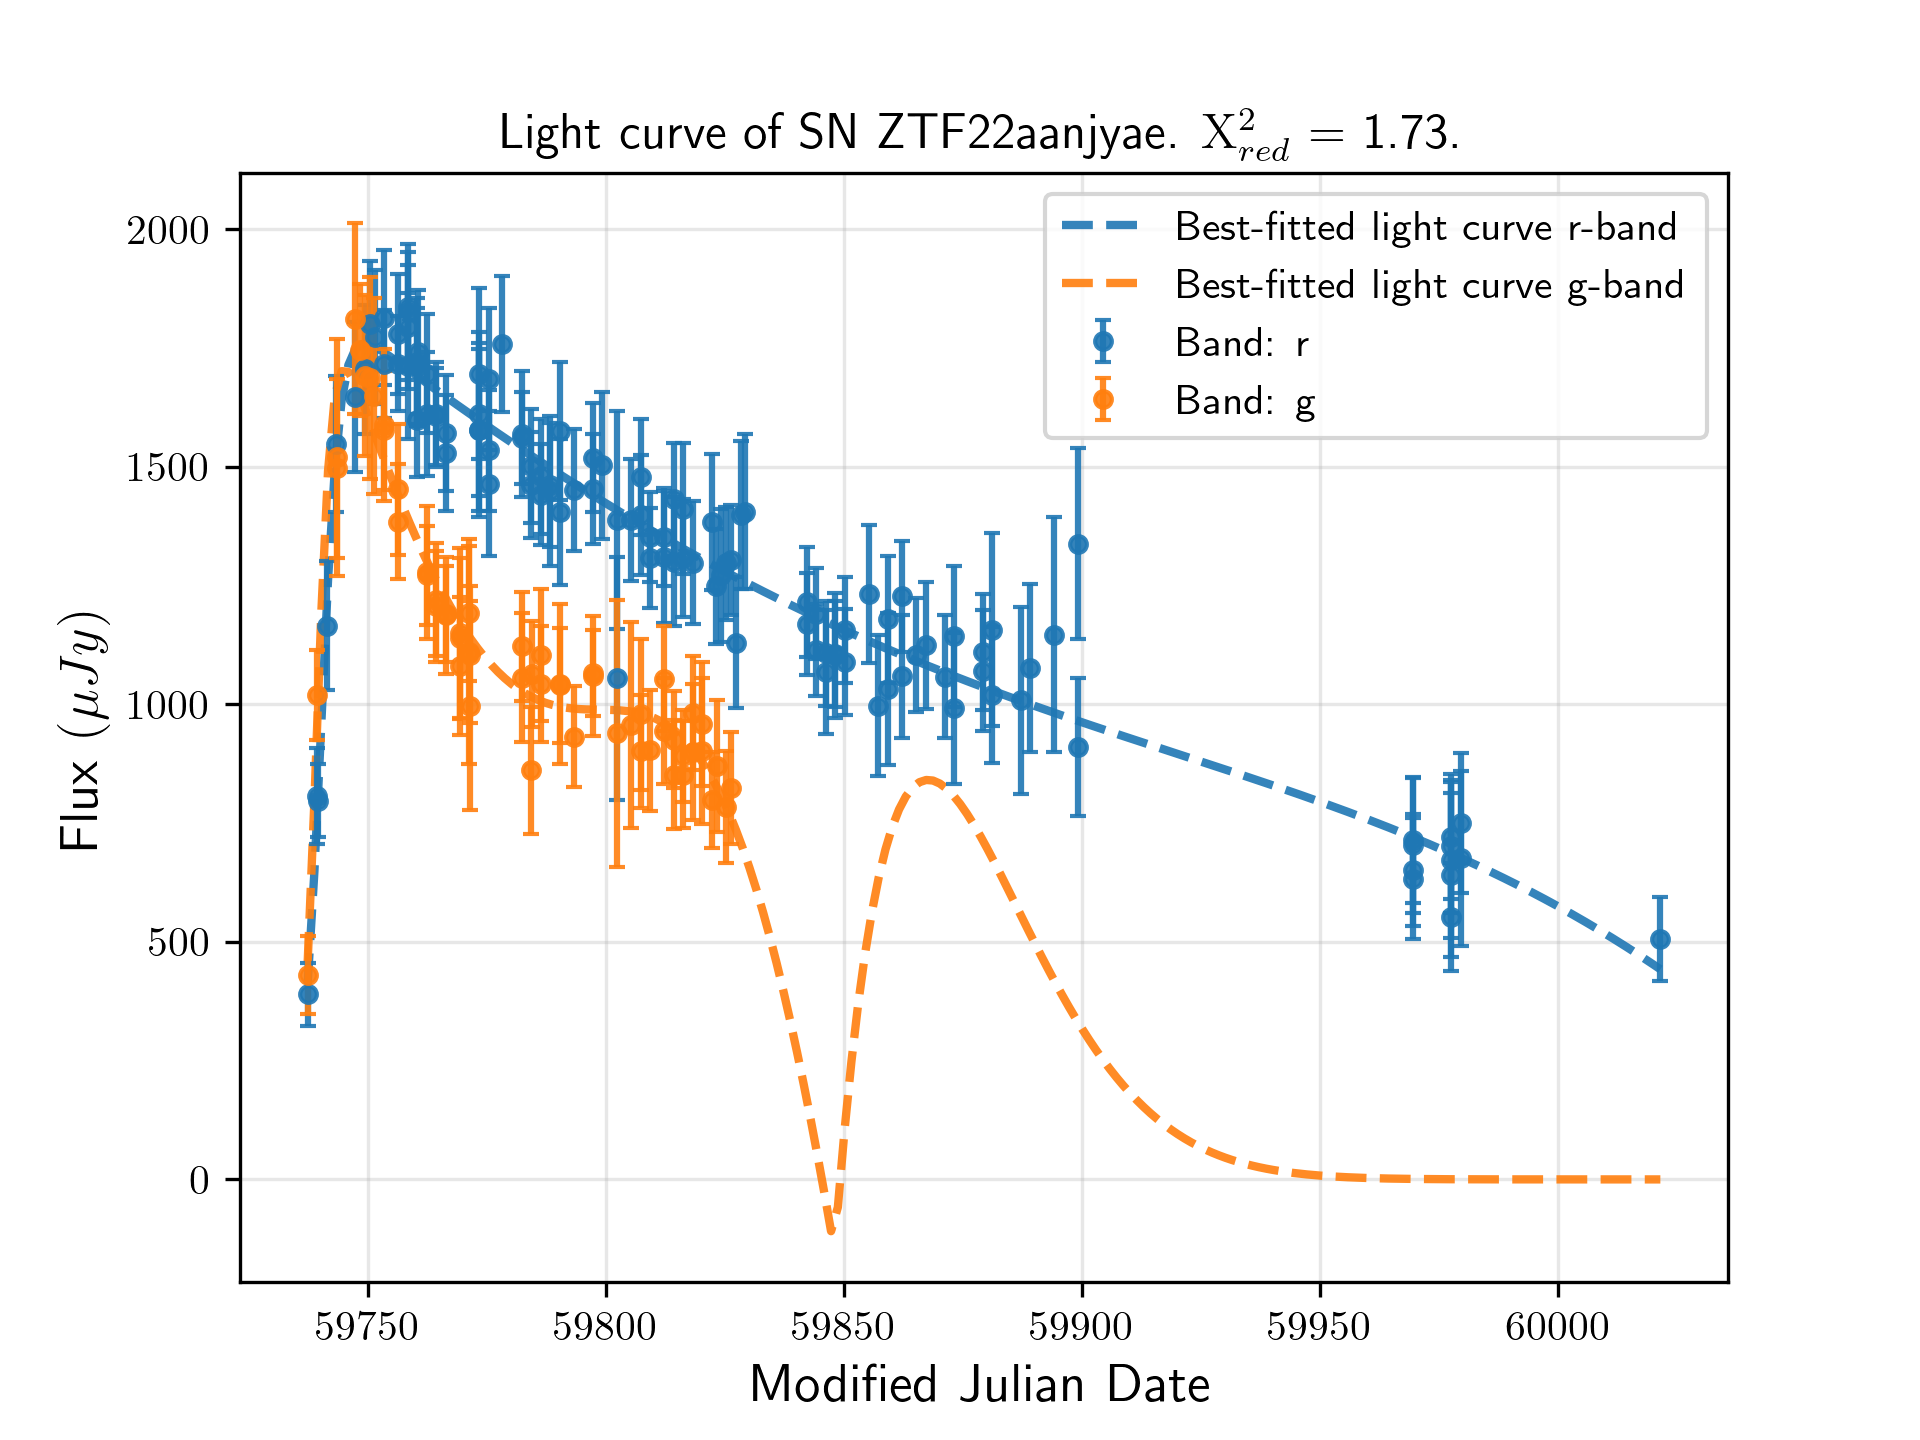 Light curve of SN ZTF22aanjyae. X²_red = 1.73.
Best-fitted light curve r-band
Best-fitted light curve g-band
Band: r
Band: g
2000
1500
1000
500
0
Flux (μJy)
59750 59800 59850 59900 59950 60000
Modified Julian Date